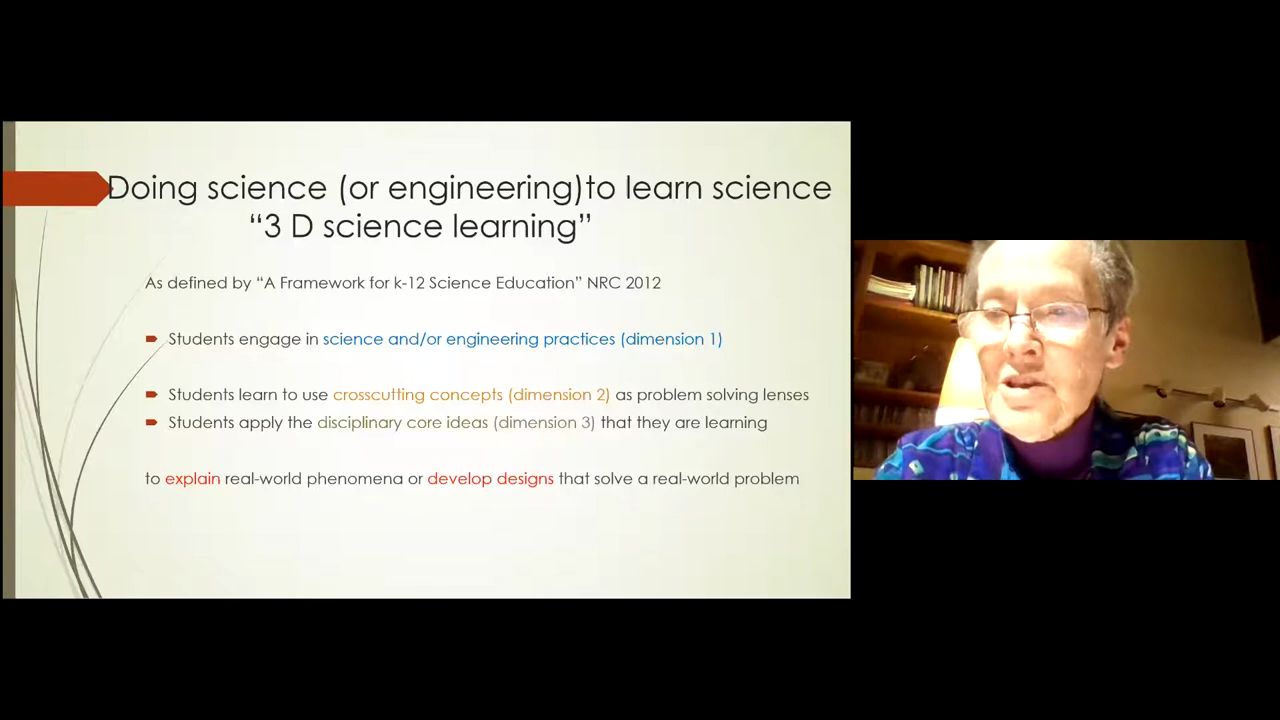 Doing science (or engineering)to learn science
“3 D science learning”
As defined by “A Framework for k-12 Science Education” NRC 2012
Students engage in science and/or engineering practices (dimension 1)
Students learn to use crosscutting concepts (dimension 2) as problem solving lenses
Students apply the disciplinary core ideas (dimension 3) that they are learning
to explain real-world phenomena or develop designs that solve a real-world problem